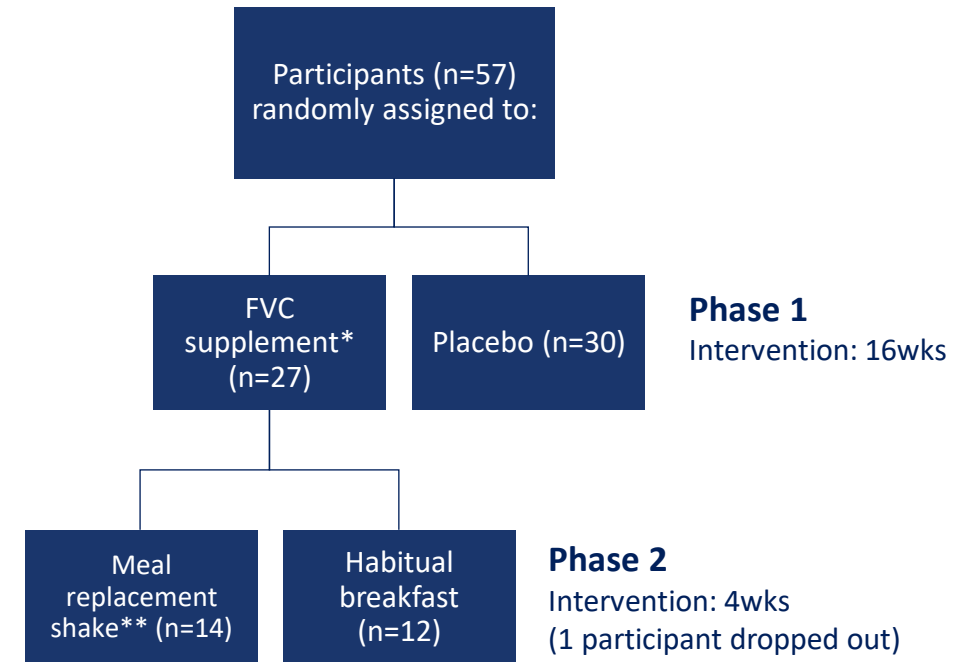 Participants (n=57)
randomly assigned to:
FVC
supplement*
(n=27)
Placebo (n=30)
Phase 1
Intervention: 16wks
Meal
replacement
shake** (n=14)
Habitual
breakfast
(n=12)
Phase 2
Intervention: 4wks
(1 participant dropped out)